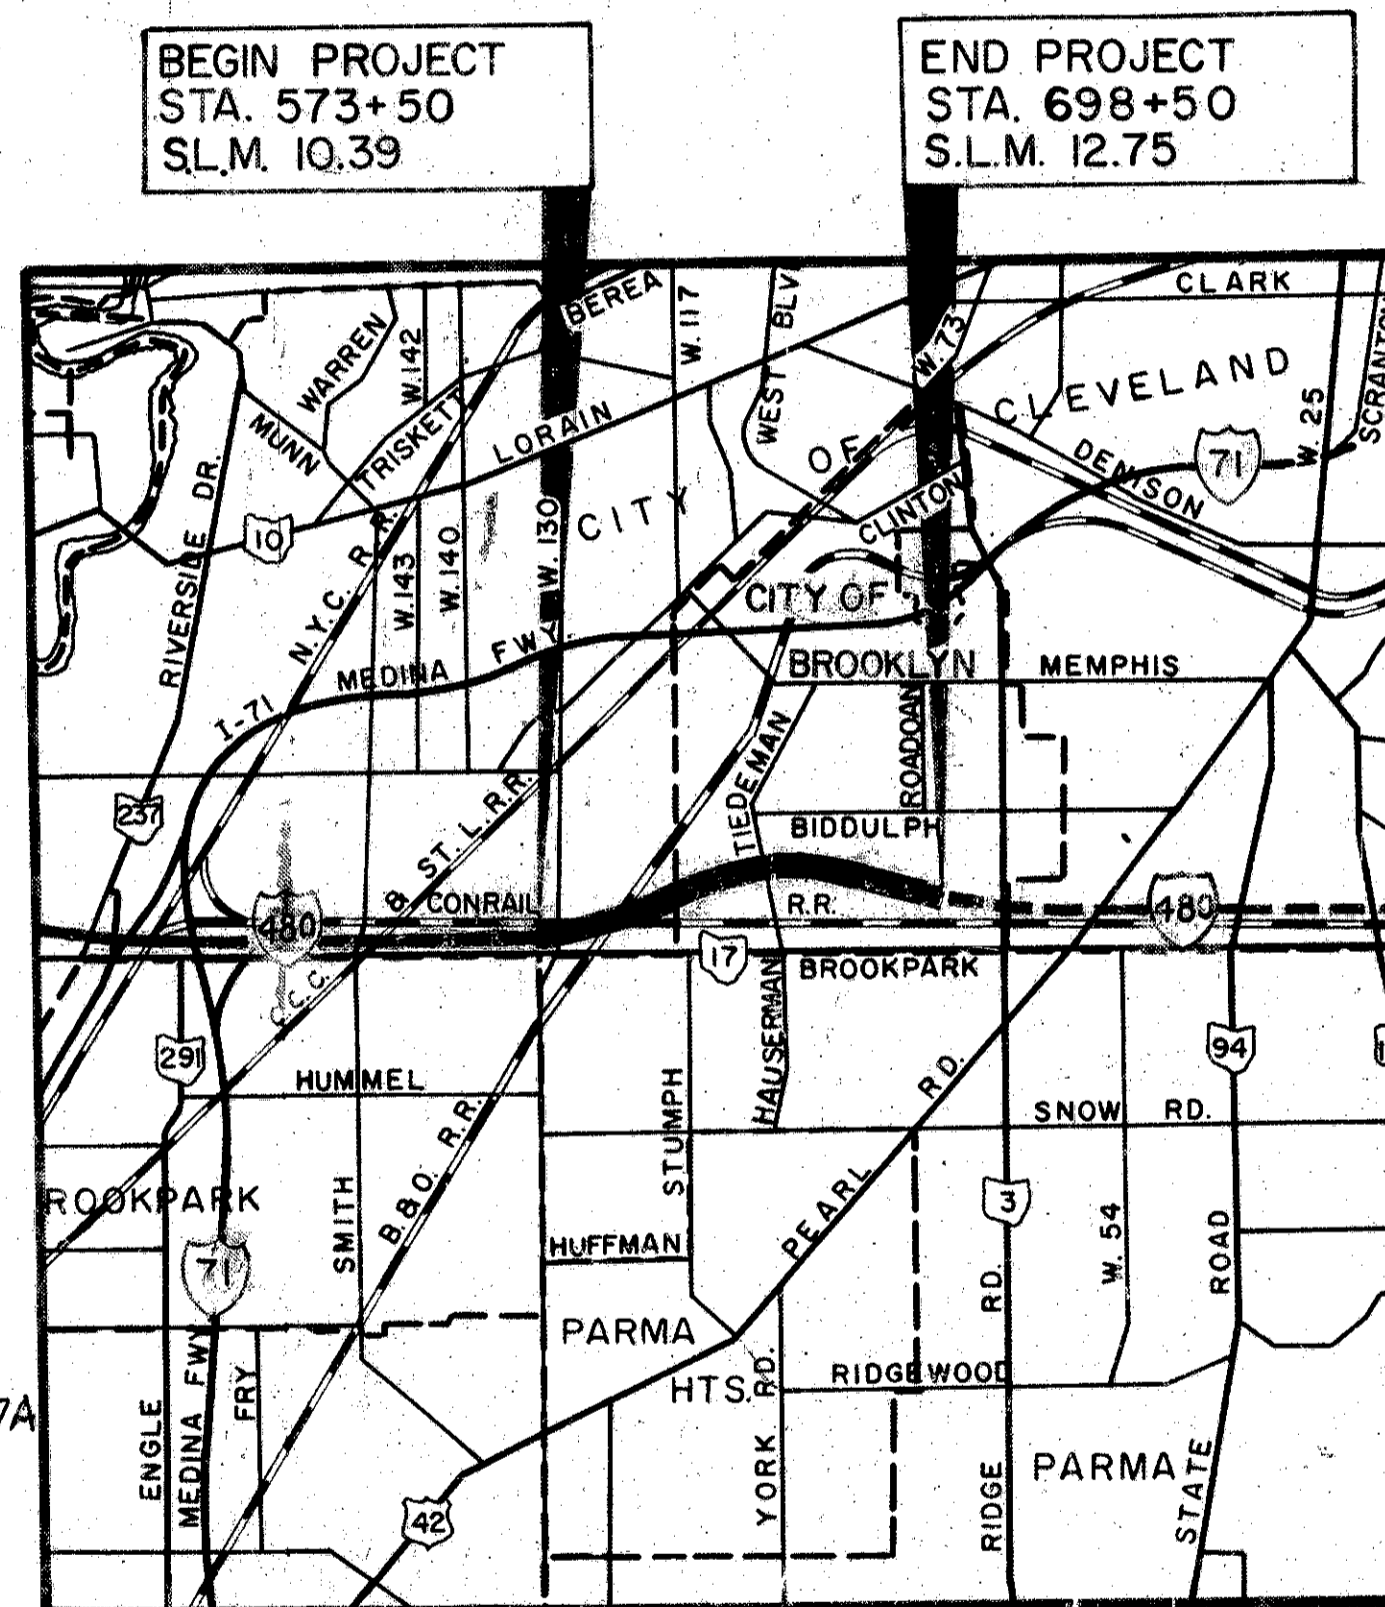 BEGIN PROJECT
STA. 573+50
S.L.M. 10.39
END PROJECT
STA. 698+50
S.L.M. 12.75
BEREA
W. 117
WEST BLV
W. 73
CLARK
CLEVELAND
W. 25
WARREN
W. 142
MUNN
TRISKETT
LORAIN
CITY
OF
DENISON
71
10
RIVERSIDE DR.
N.Y.C. R.R.
W. 143
W. 140
W. 130
CLINTON
CITY OF
BROOKLYN
MEMPHIS
MEDINA FWY.
I-71
ROADOAN
TIEDEMAN
237
BIDDULPH
C.C.C. & ST. L. R.R.
CONRAIL
R.R.
480
480
17
BROOKPARK
HAUSERMAN
291
94
HUMMEL
STUMPH
RD.
SNOW RD.
B.&O. R.R.
ROOKPARK
SMITH
PEARL
3
W. 54
ROAD
HUFFMAN
71
RD.
PARMA
HTS.
RIDGEWOOD
7A
ENGLE
MEDINA FWY
FRY
YORK RD.
RIDGE
PARMA
STATE
42